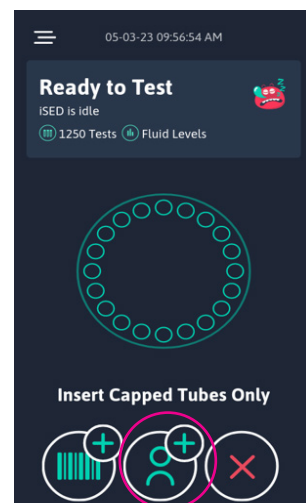 05-03-23 09:56:54 AM
Ready to Test
iSED is idle
1250 Tests Fluid Levels
Insert Capped Tubes Only